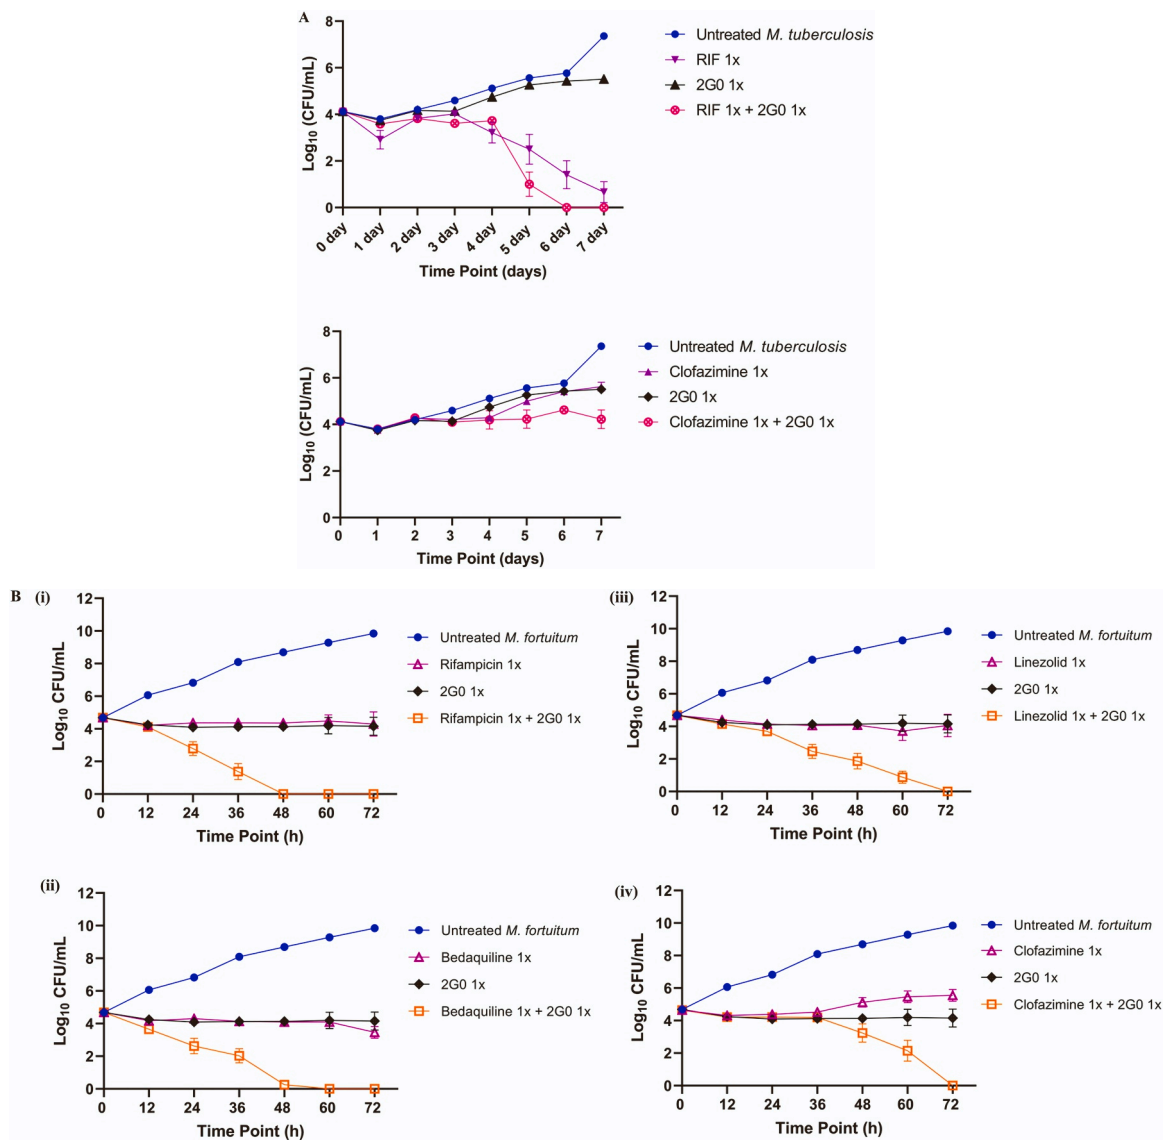 A
8
6
4
2
0
Log10 (CFU/mL)
0 day
1 day
2 day
3 day
4 day
5 day
6 day
7 day
Time Point (days)
Untreated M. tuberculosis
RIF 1x
2G0 1x
RIF 1x + 2G0 1x
8
6
4
2
0
Log10 (CFU/mL)
0 1 2 3 4 5 6 7
Time Point (days)
Untreated M. tuberculosis
Clofazimine 1x
2G0 1x
Clofazimine 1x + 2G0 1x
B (i)
12
10
8
6
4
2
0
Log10 CFU/mL
0 12 24 36 48 60 72
Time Point (h)
Untreated M. fortuitum
Rifampicin 1x
2G0 1x
Rifampicin 1x + 2G0 1x
(iii)
12
10
8
6
4
2
0
Log10 CFU/mL
0 12 24 36 48 60 72
Time Point (h)
Untreated M. fortuitum
Linezolid 1x
2G0 1x
Linezolid 1x + 2G0 1x
(ii)
12
10
8
6
4
2
0
Log10 CFU/mL
0 12 24 36 48 60 72
Time Point (h)
Untreated M. fortuitum
Bedaquiline 1x
2G0 1x
Bedaquiline 1x + 2G0 1x
(iv)
12
10
8
6
4
2
0
Log10 CFU/mL
0 12 24 36 48 60 72
Time Point (h)
Untreated M. fortuitum
Clofazimine 1x
2G0 1x
Clofazimine 1x + 2G0 1x